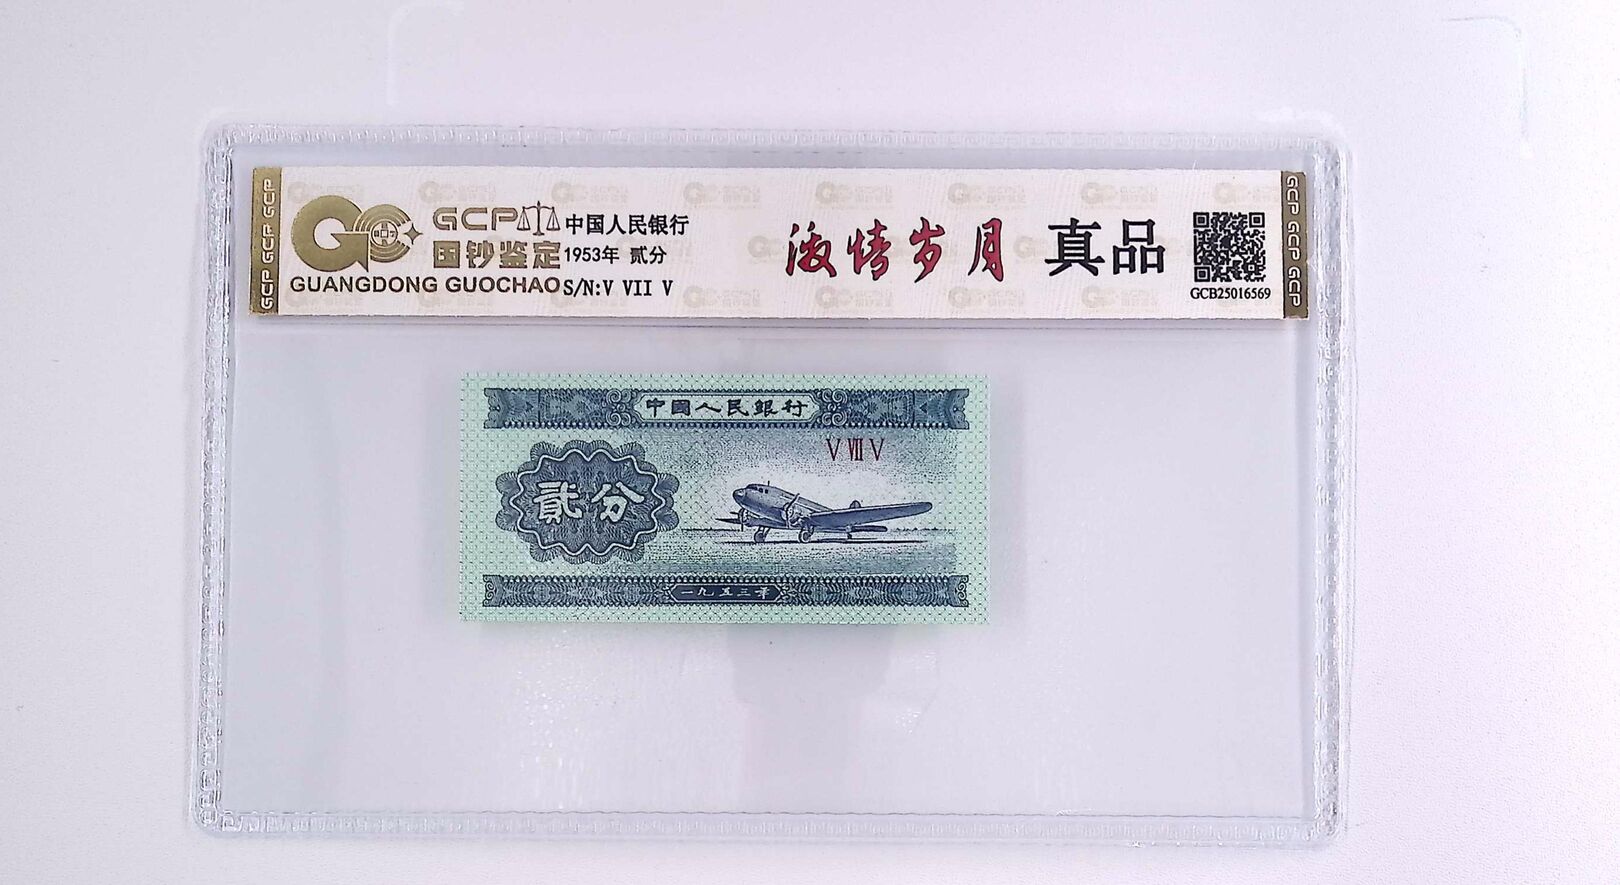 GCP GCP GCP
GCP
国钞鉴定
GUANGDONG GUOCHAO
中国人民银行
1953年 贰分
S/N:V VII V
激情岁月 真品
GCB25016569
GCP GCP GCP
中國人民銀行
V VII V
貳分
一九五三年